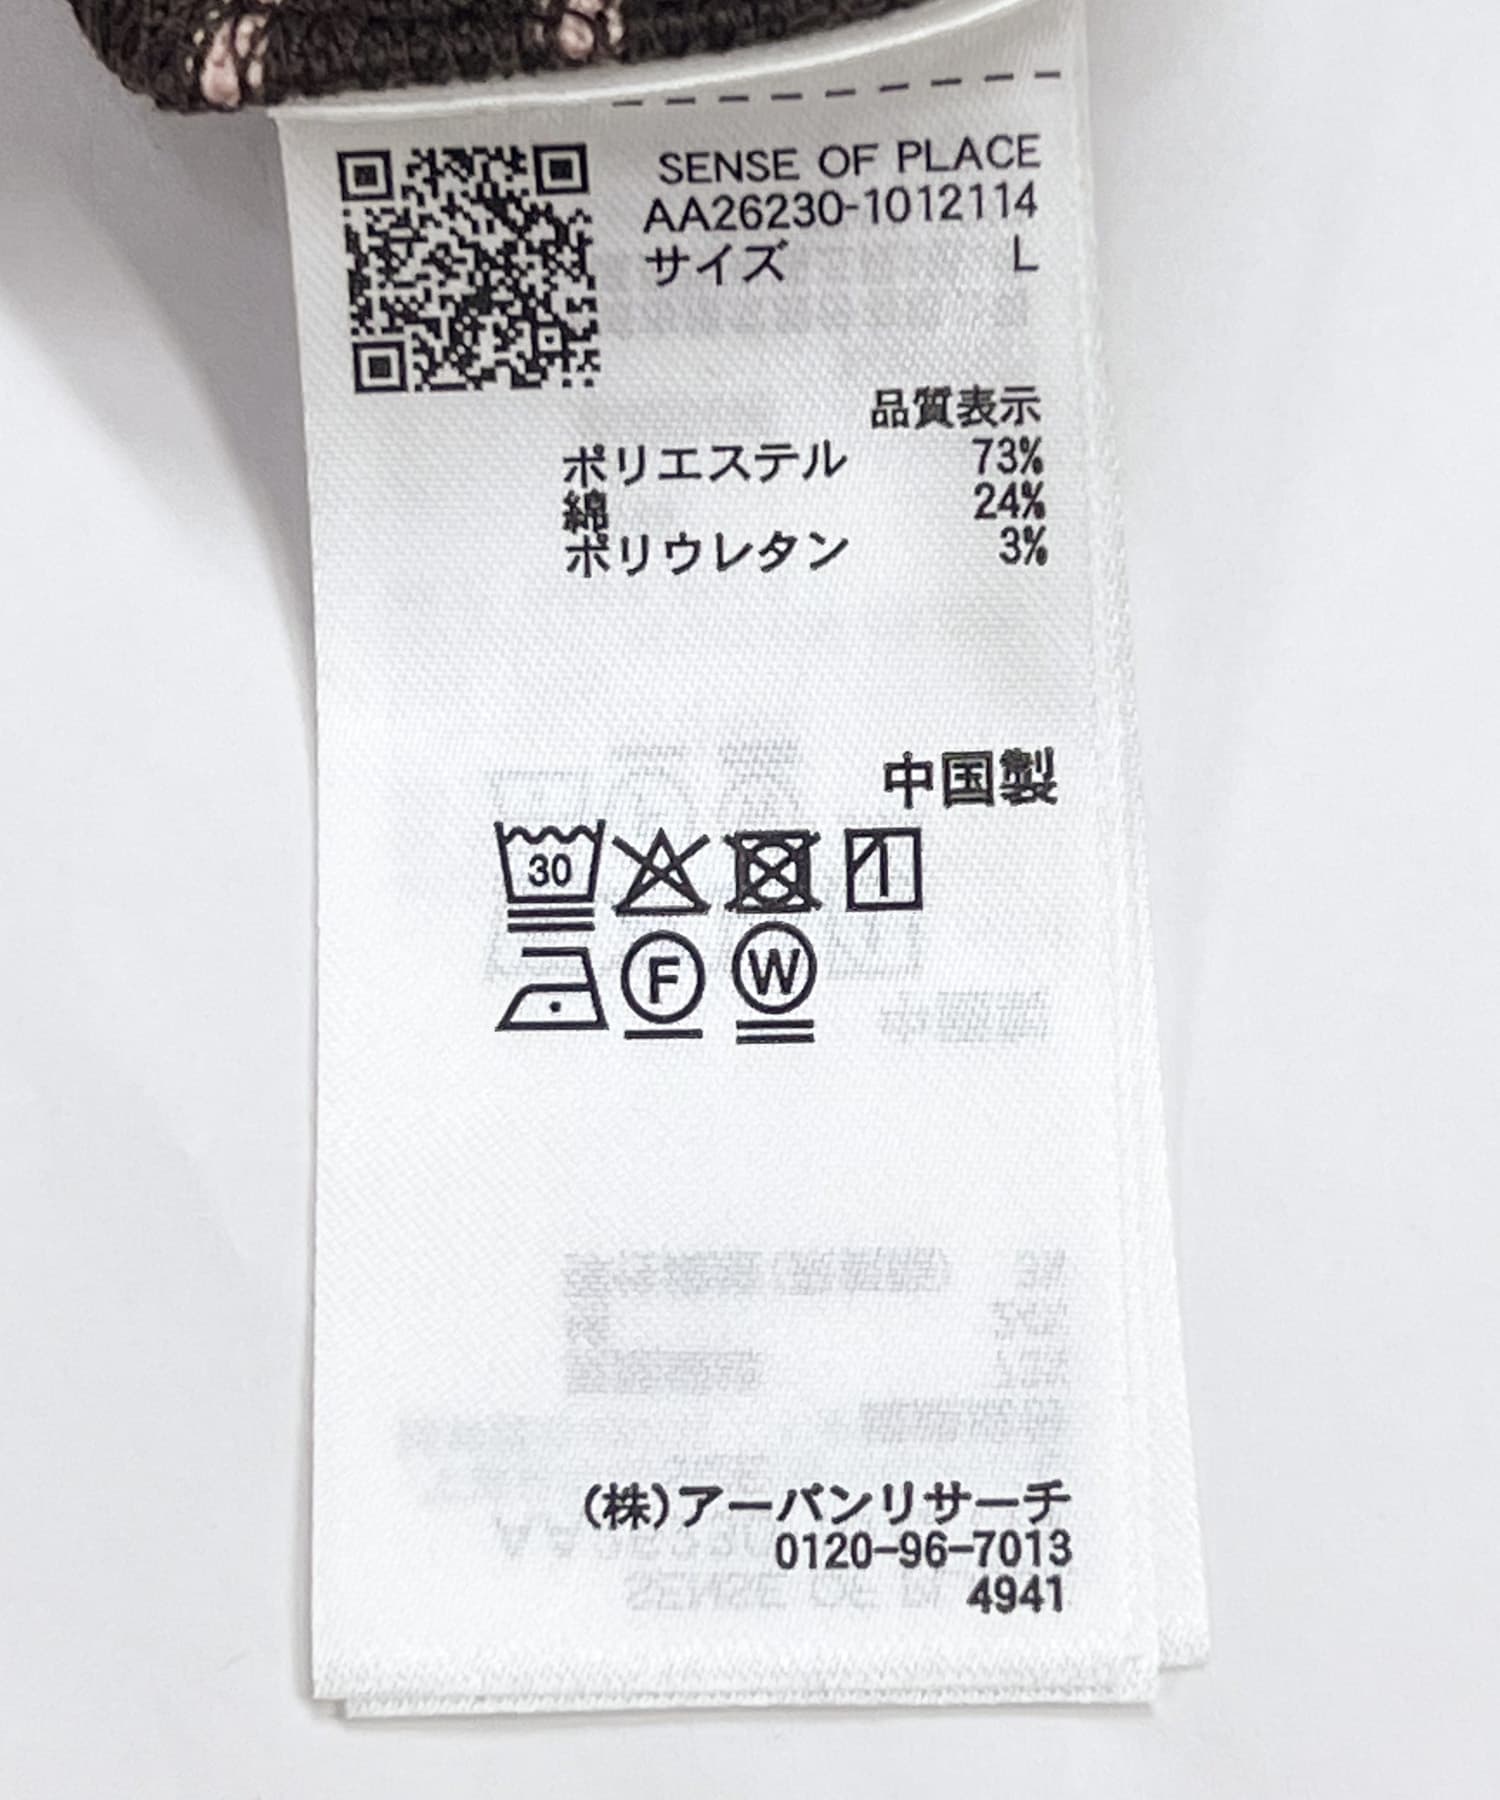 SENSE OF PLACE
AA26230-1012114
サイズ L
品質表示
ポリエステル 73%
綿 24%
ポリウレタン 3%
中国製
30
F W
(株)アーバンリサーチ
0120-96-7013
4941